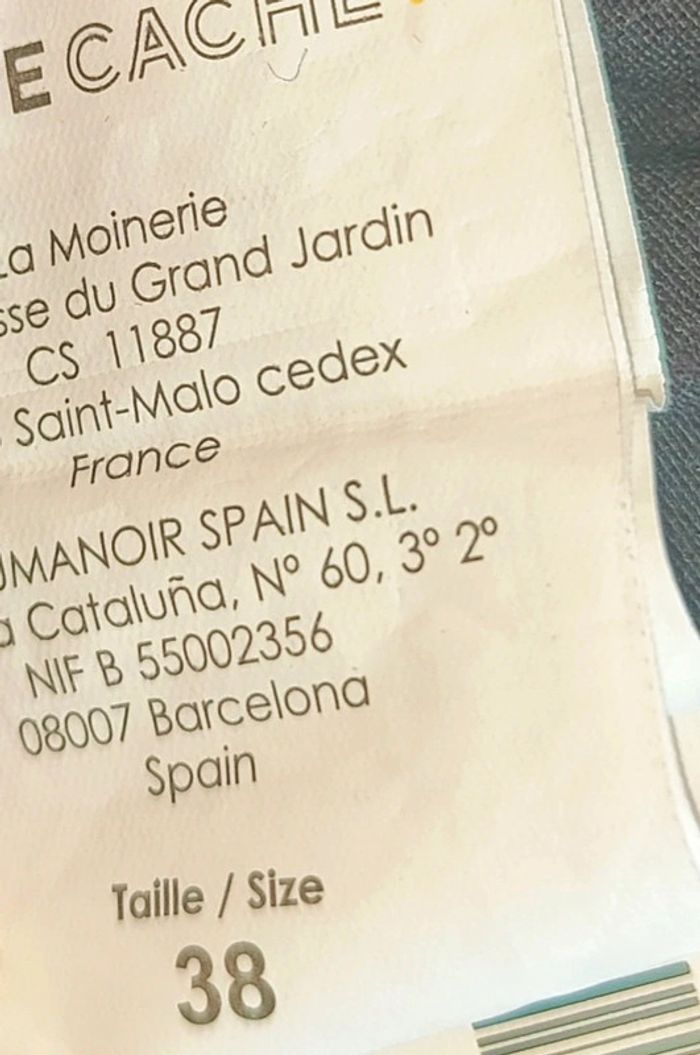 E CACHE
La Moinerie
sse du Grand Jardin
CS 11887
Saint-Malo cedex
France
UMANOIR SPAIN S.L.
a Cataluña, Nº 60, 3º 2º
NIF B 55002356
08007 Barcelona
Spain
Taille / Size
38